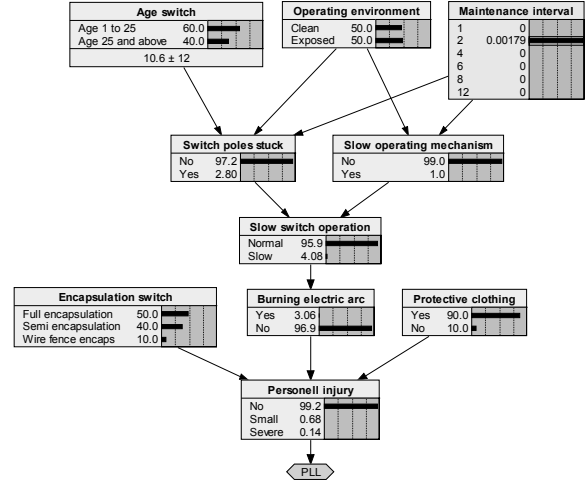 Age switch
Age 1 to 25 60.0
Age 25 and above 40.0
10.6 ± 12
Operating environment
Clean 50.0
Exposed 50.0
Maintenance interval
1 0
2 0.00179
4 0
6 0
8 0
12 0
Switch poles stuck
No 97.2
Yes 2.80
Slow operating mechanism
No 99.0
Yes 1.0
Slow switch operation
Normal 95.9
Slow 4.08
Encapsulation switch
Full encapsulation 50.0
Semi encapsulation 40.0
Wire fence encaps 10.0
Burning electric arc
Yes 3.06
No 96.9
Protective clothing
Yes 90.0
No 10.0
Personell injury
No 99.2
Small 0.68
Severe 0.14
PLL